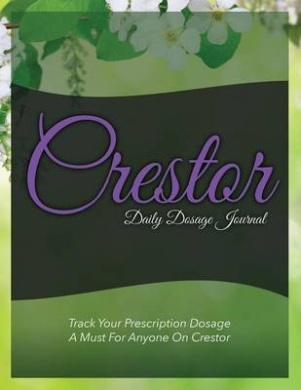 Crestor
Daily Dosage Journal
Track Your Prescription Dosage
A Must For Anyone On Crestor